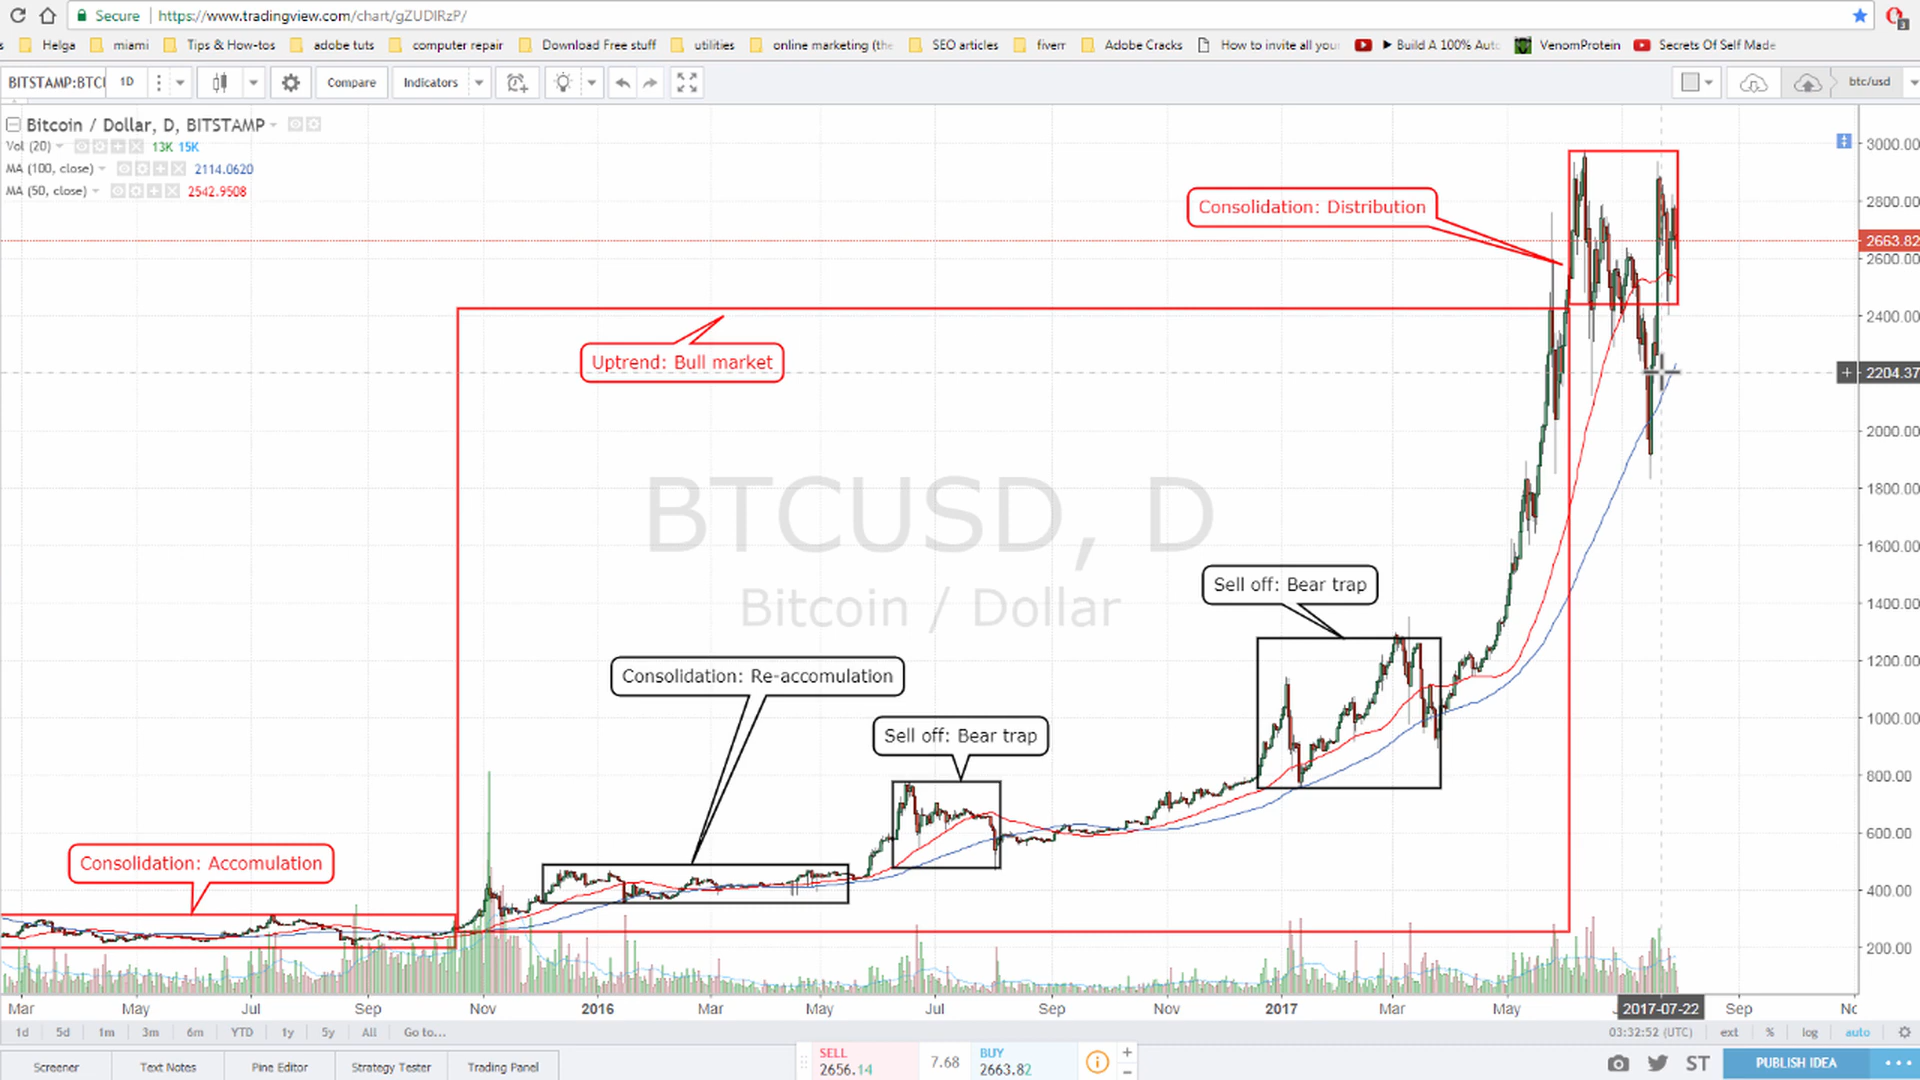 Secure https://www.tradingview.com/chart/gZUDIRzP/
s Helga miami Tips & How-tos adobe tuts computer repair Download Free stuff utilities online marketing (the SEO articles fiverr Adobe Cracks How to invite all your ► Build A 100% Auto VenomProtein Secrets Of Self Made
BITSTAMP:BTC 1D Compare Indicators btc/usd
Bitcoin / Dollar, D, BITSTAMP
Vol (20) 13K 15K
MA (100, close) 2114.0620
MA (50, close) 2542.9508
3000.00
2800.00
Consolidation: Distribution
2663.82
2600.00
2400.00
Uptrend: Bull market
2204.37
2000.00
1800.00
BTCUSD, D
Bitcoin / Dollar
1600.00
Sell off: Bear trap
1400.00
1200.00
Consolidation: Re-accomulation
1000.00
Sell off: Bear trap
800.00
600.00
Consolidation: Accomulation
400.00
200.00
Mar May Jul Sep Nov 2016 Mar May Jul Sep Nov 2017 Mar May 2017-07-22 Sep Nc
1d 5d 1m 3m 6m YTD 1y 5y All Go to... 03:32:52 (UTC) ext % log auto
Screener Text Notes Pine Editor Strategy Tester Trading Panel
SELL
2656.14
7.68
BUY
2663.82
ST PUBLISH IDEA